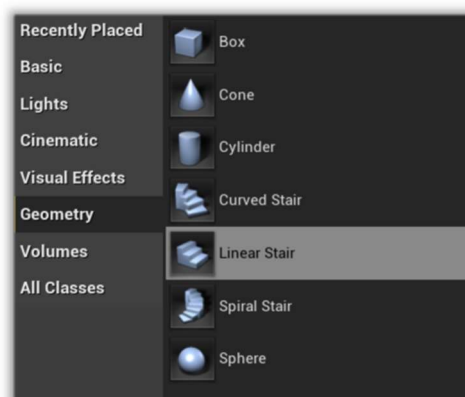 Recently Placed
Basic
Lights
Cinematic
Visual Effects
Geometry
Volumes
All Classes
Box
Cone
Cylinder
Curved Stair
Linear Stair
Spiral Stair
Sphere